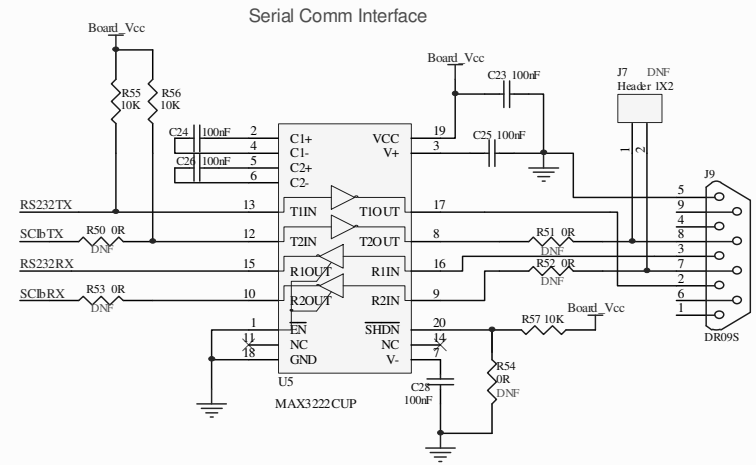 Serial Comm Interface
Board_Vcc
R55
10K
R56
10K
Board_Vcc
C23 100nF
J7 DNF
Header 1X2
C24 100nF
C26 100nF
C25 100nF
2 C1+ VCC 19
4 C1- V+ 3
5 C2+
6 C2-
1 2
J9
5
9
4
8
3
7
2
6
1
DR09S
RS232TX 13 T1IN T1OUT 17
SCIbTX R50 0R DNF 12 T2IN T2OUT 8 R51 0R DNF
RS232RX 15 R1OUT R1IN 16
R52 0R DNF
SCIbRX R53 0R DNF 10 R2OUT R2IN 9
1 EN SHDN 20 R57 10K Board_Vcc
11 NC NC 14
18 GND V- 7
U5
MAX3222CUP
C28
100nF
R54
0R
DNF